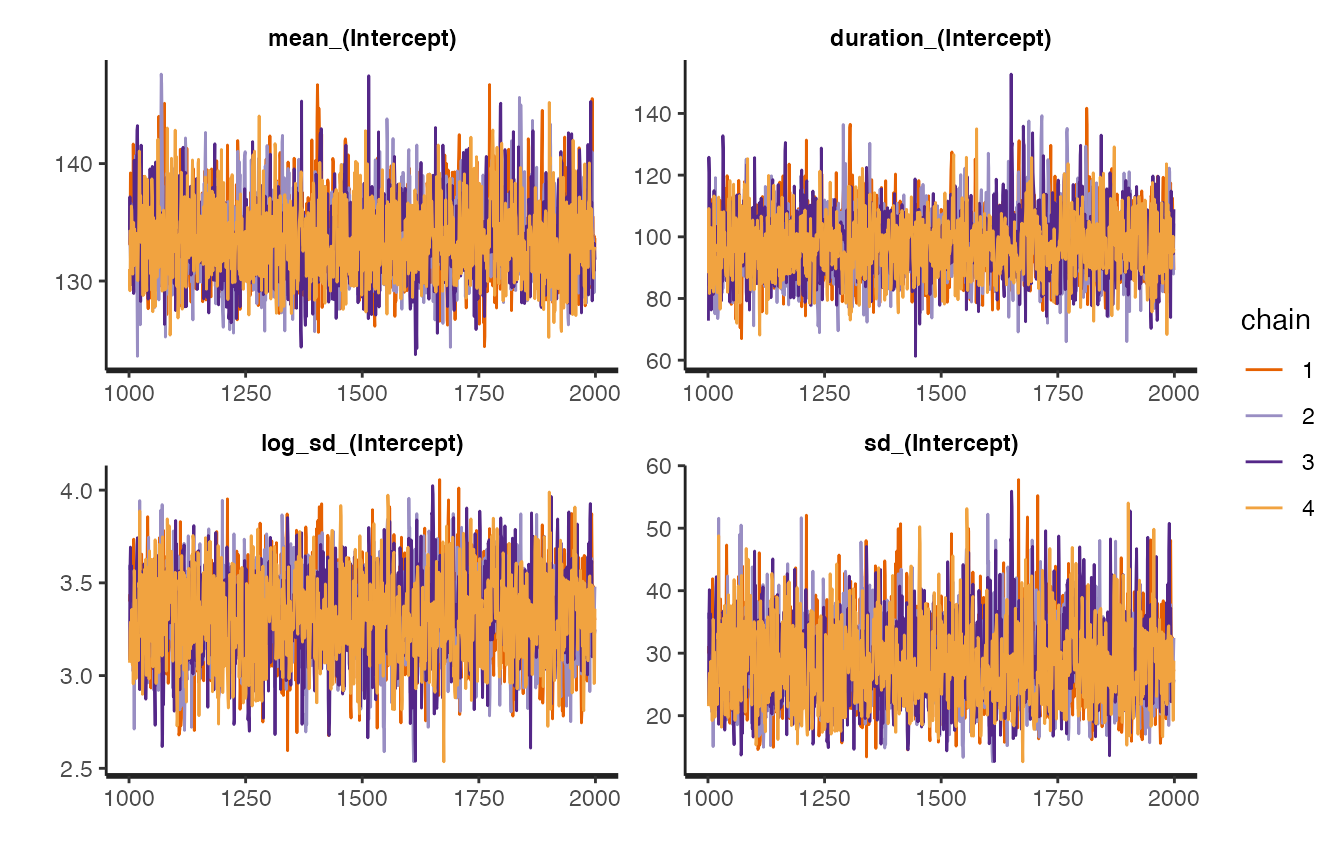 mean_(Intercept)
duration_(Intercept)
140
130
1000 1250 1500 1750 2000
140
120
100
80
60
1000 1250 1500 1750 2000
log_sd_(Intercept)
sd_(Intercept)
4.0
3.5
3.0
2.5
1000 1250 1500 1750 2000
60
50
40
30
20
1000 1250 1500 1750 2000
chain
1
2
3
4